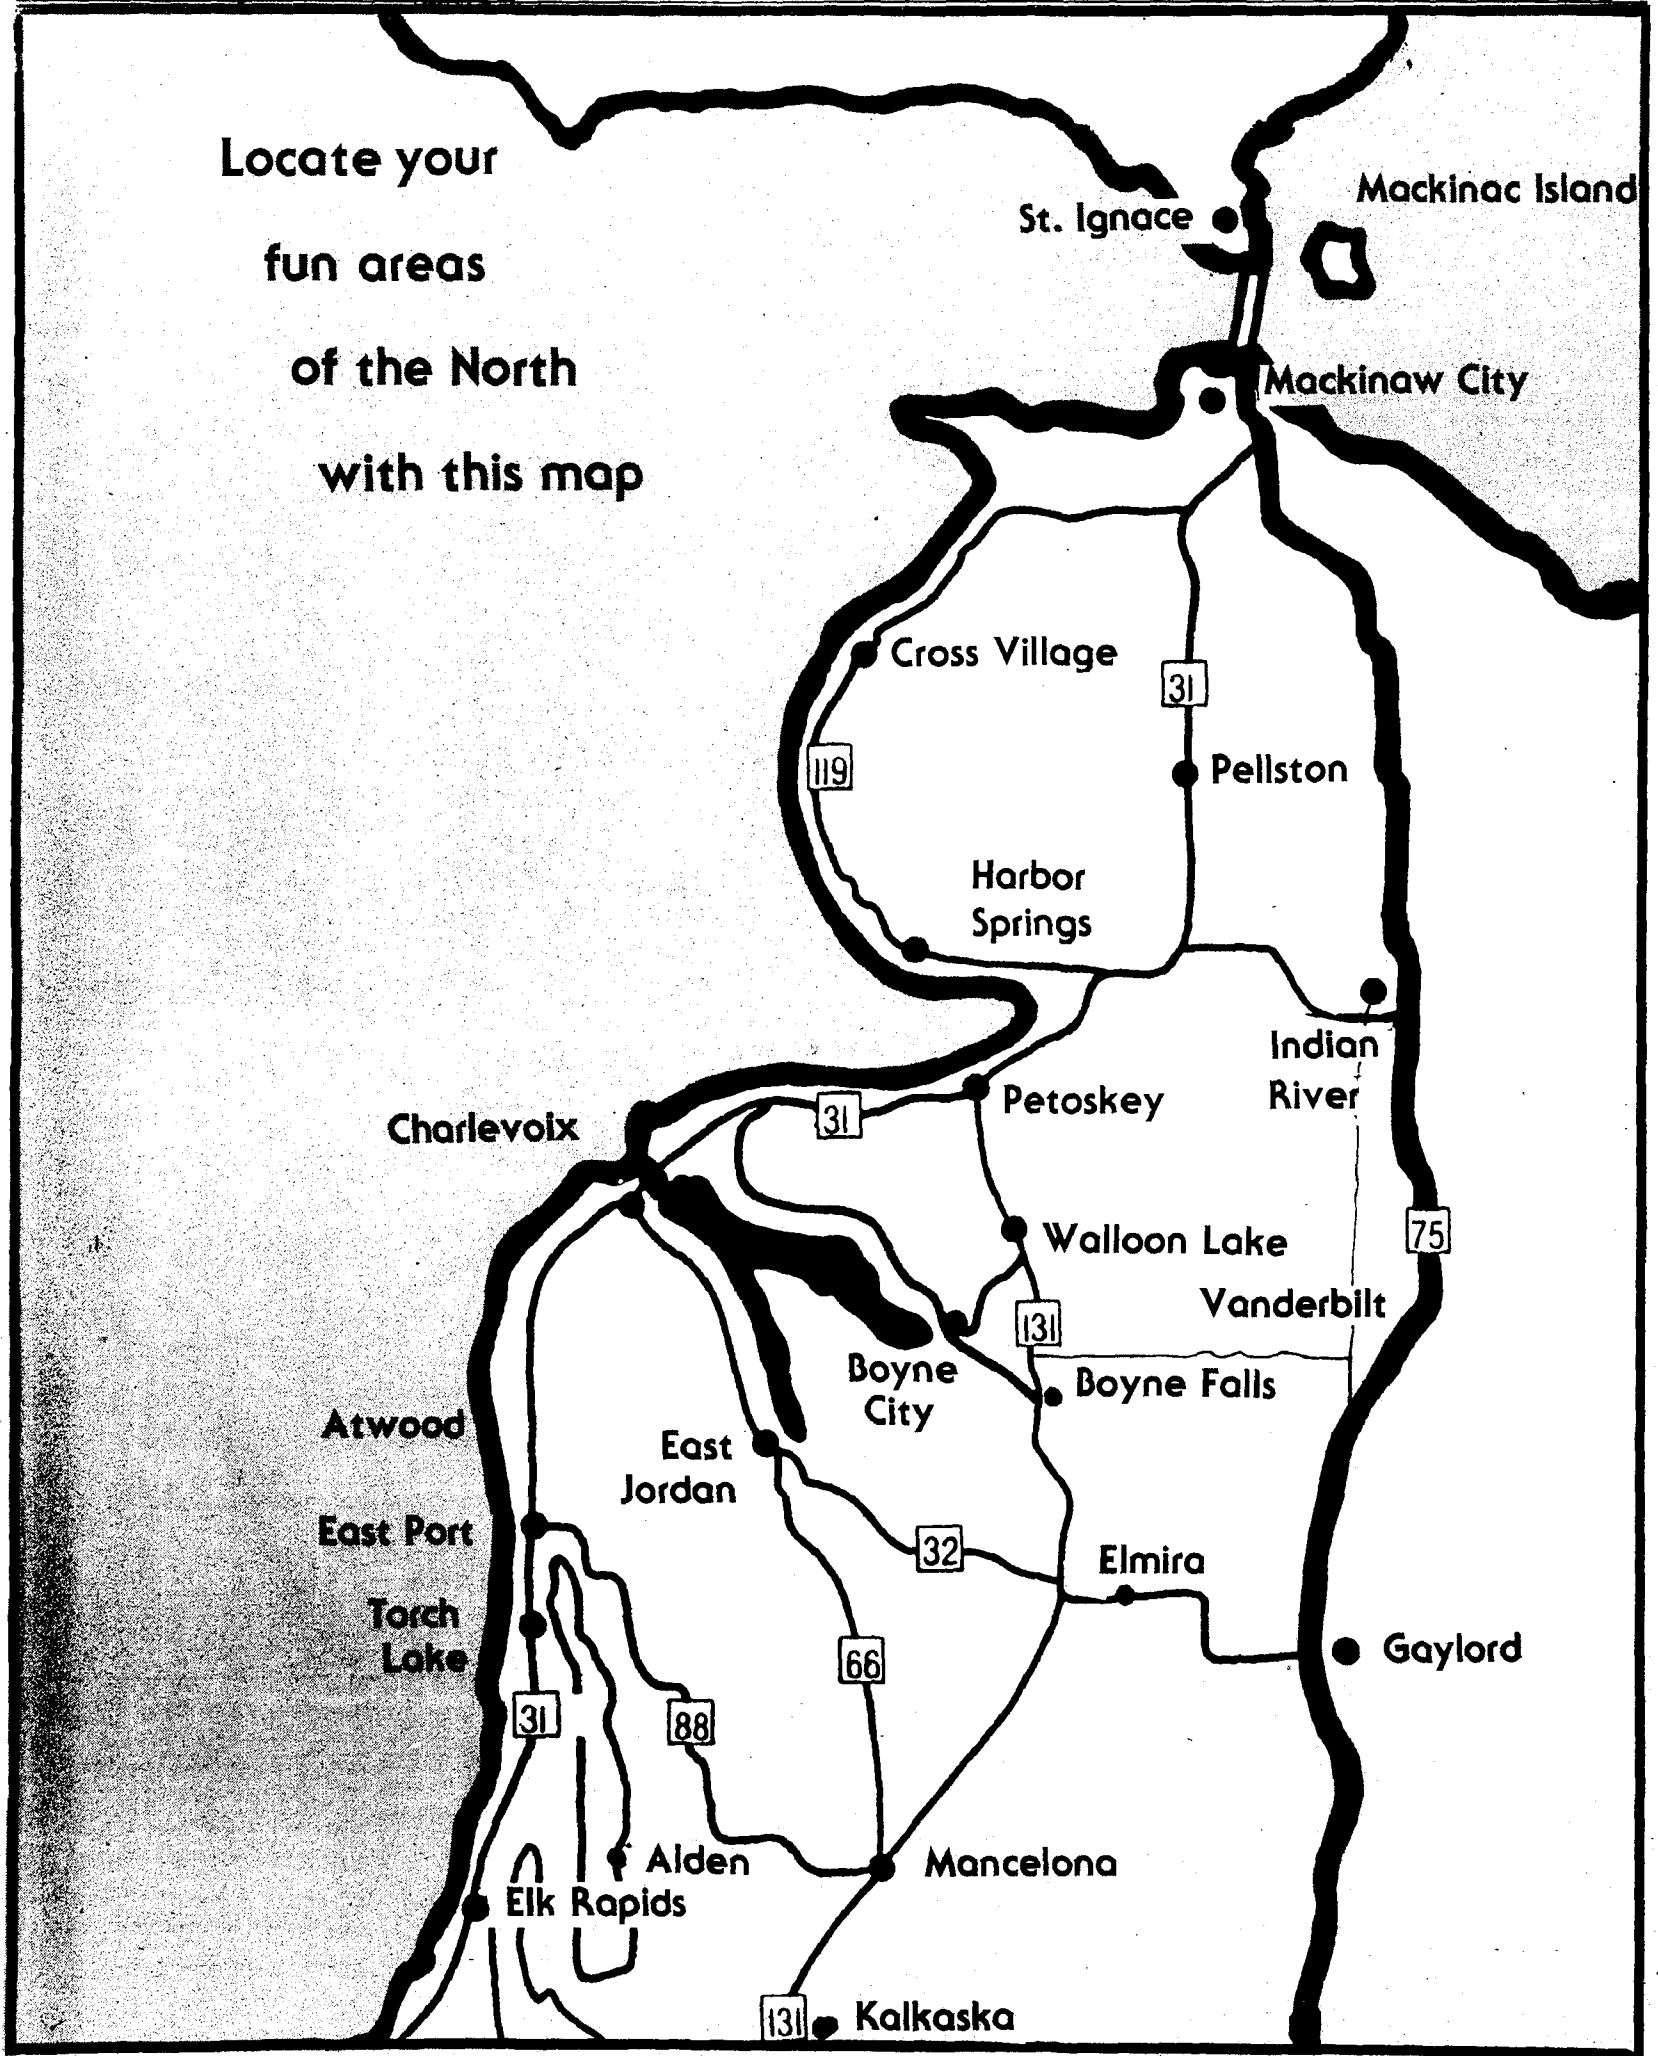 Locate your
fun areas
of the North
with this map
Mackinac Island
St. Ignace
Mackinaw City
Cross Village
31
119
Pellston
Harbor
Springs
Indian
River
Petoskey
31
Charlevoix
75
Walloon Lake
Vanderbilt
131
Boyne
City
Boyne Falls
Atwood
East
Jordan
East Port
32
Elmira
Torch
Lake
Gaylord
66
31
88
Alden
Mancelona
Elk Rapids
131
Kalkaska